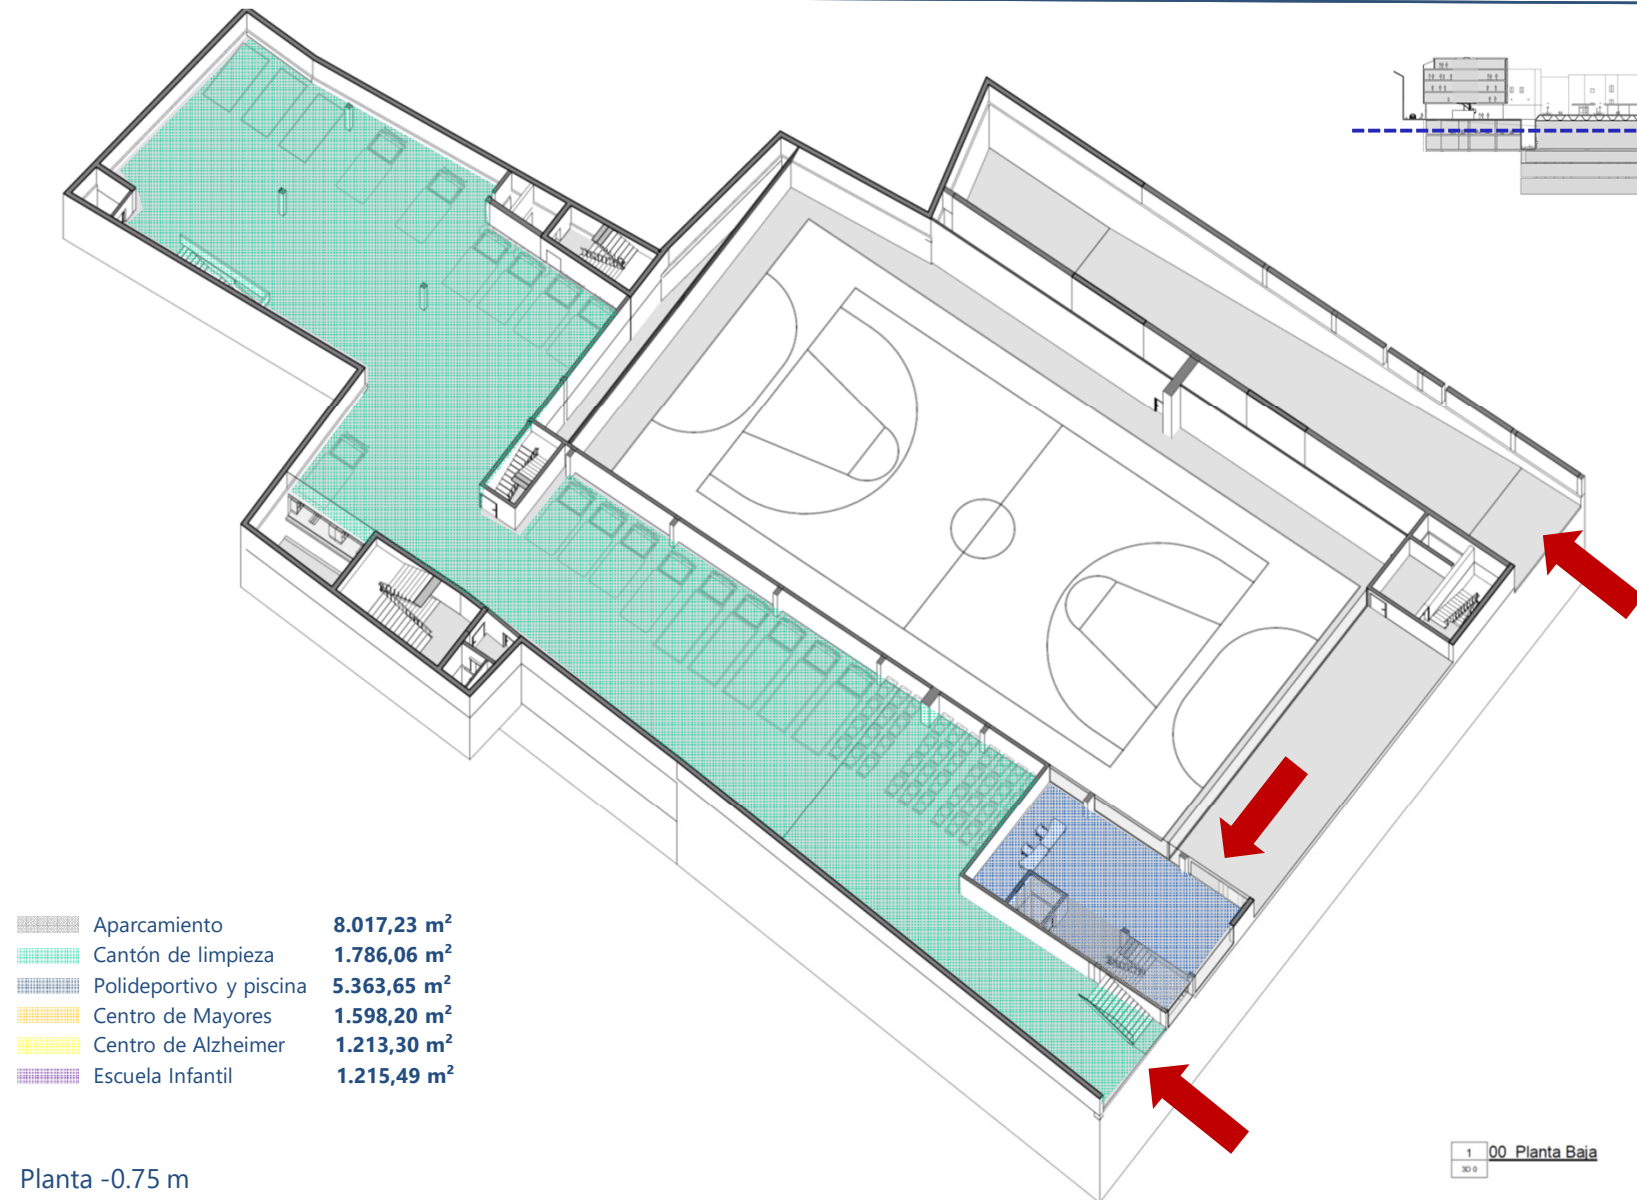 Aparcamiento 8.017,23 m²
Cantón de limpieza 1.786,06 m²
Polideportivo y piscina 5.363,65 m²
Centro de Mayores 1.598,20 m²
Centro de Alzheimer 1.213,30 m²
Escuela Infantil 1.215,49 m²
1 00 Planta Baja
3D 0
Planta -0.75 m